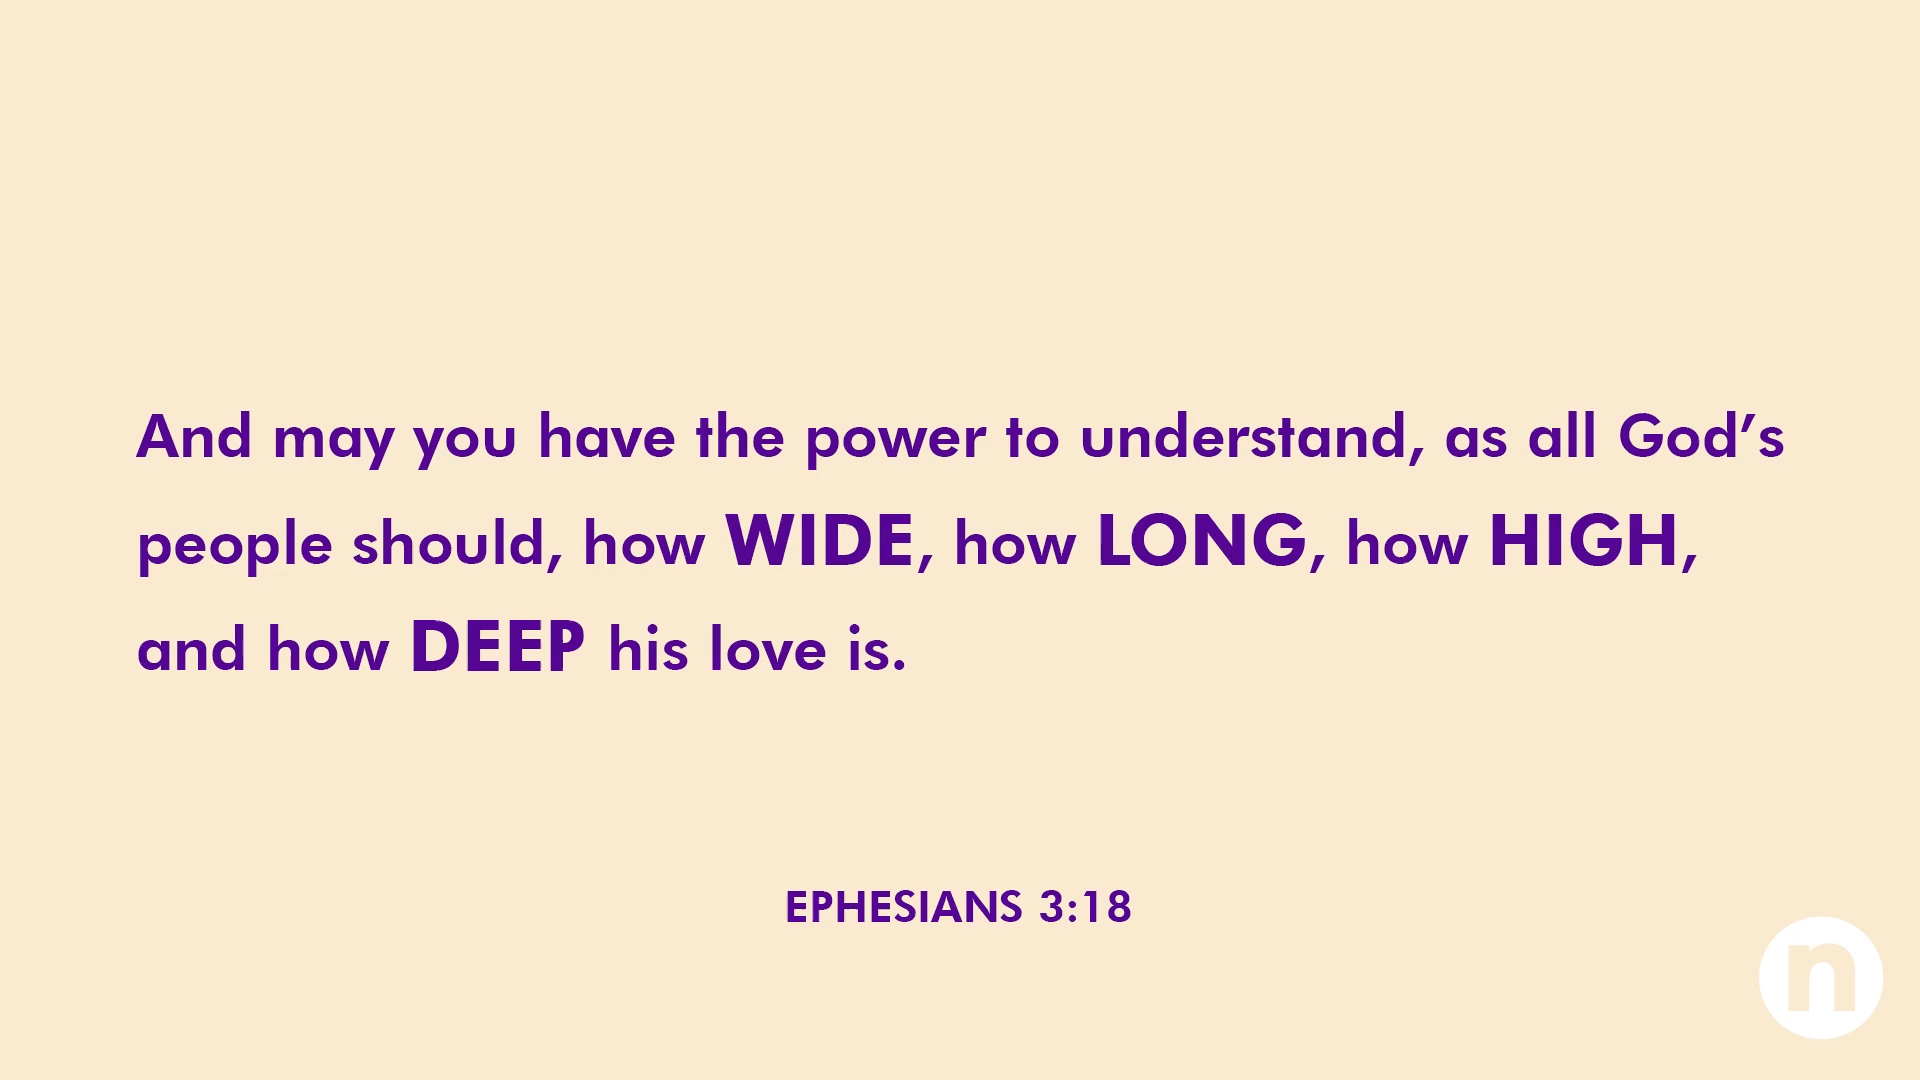 And may you have the power to understand, as all God’s
people should, how WIDE, how LONG, how HIGH,
and how DEEP his love is.
EPHESIANS 3:18
n